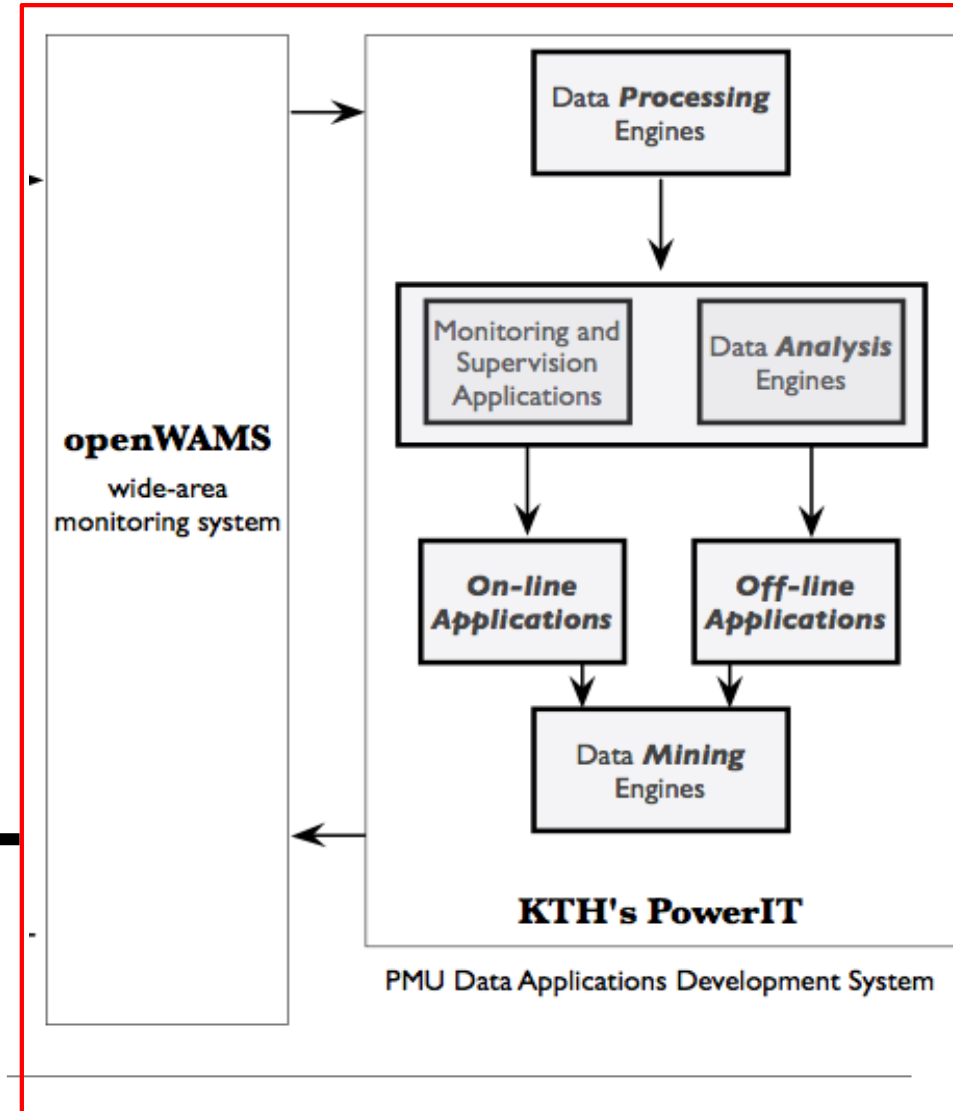 openWAMS
wide-area
monitoring system
Data Processing
Engines
Monitoring and
Supervision
Applications
Data Analysis
Engines
On-line
Applications
Off-line
Applications
Data Mining
Engines
KTH's PowerIT
PMU Data Applications Development System